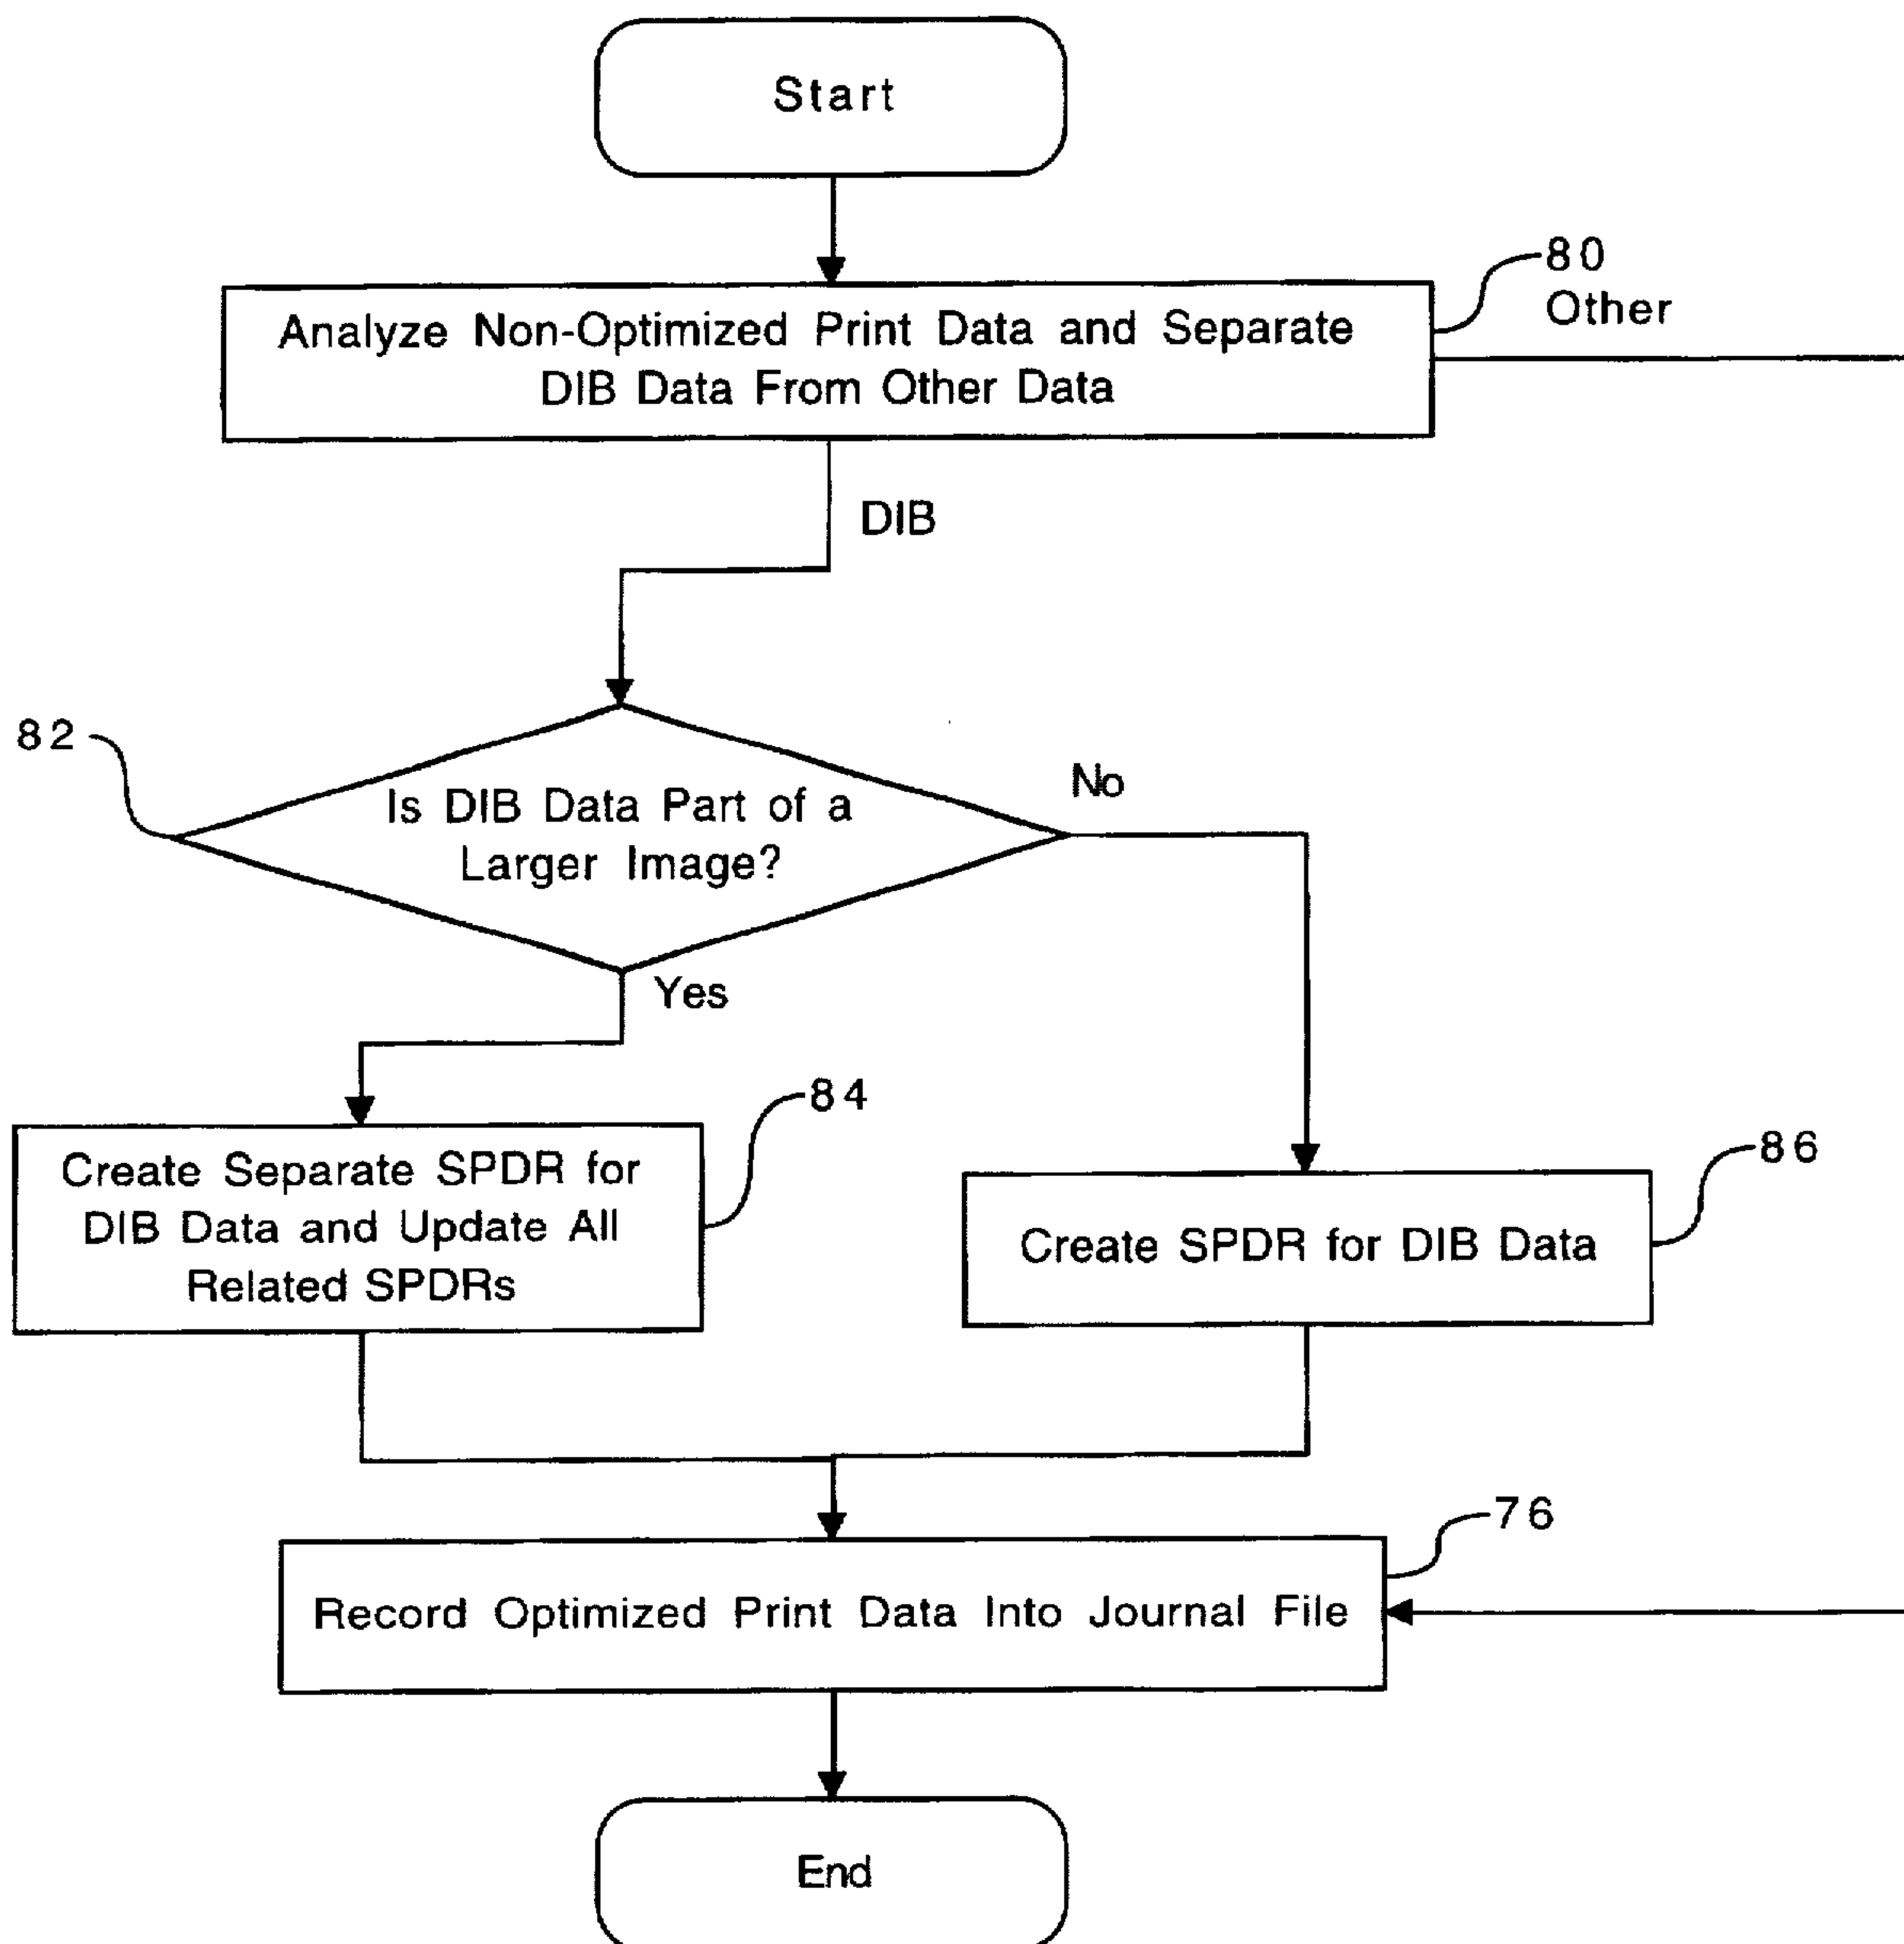 Start
80
Other
Analyze Non-Optimized Print Data and Separate
DIB Data From Other Data
DIB
82
Is DIB Data Part of a
Larger Image?
No
Yes
84
Create Separate SPDR for
DIB Data and Update All
Related SPDRs
86
Create SPDR for DIB Data
76
Record Optimized Print Data Into Journal File
End